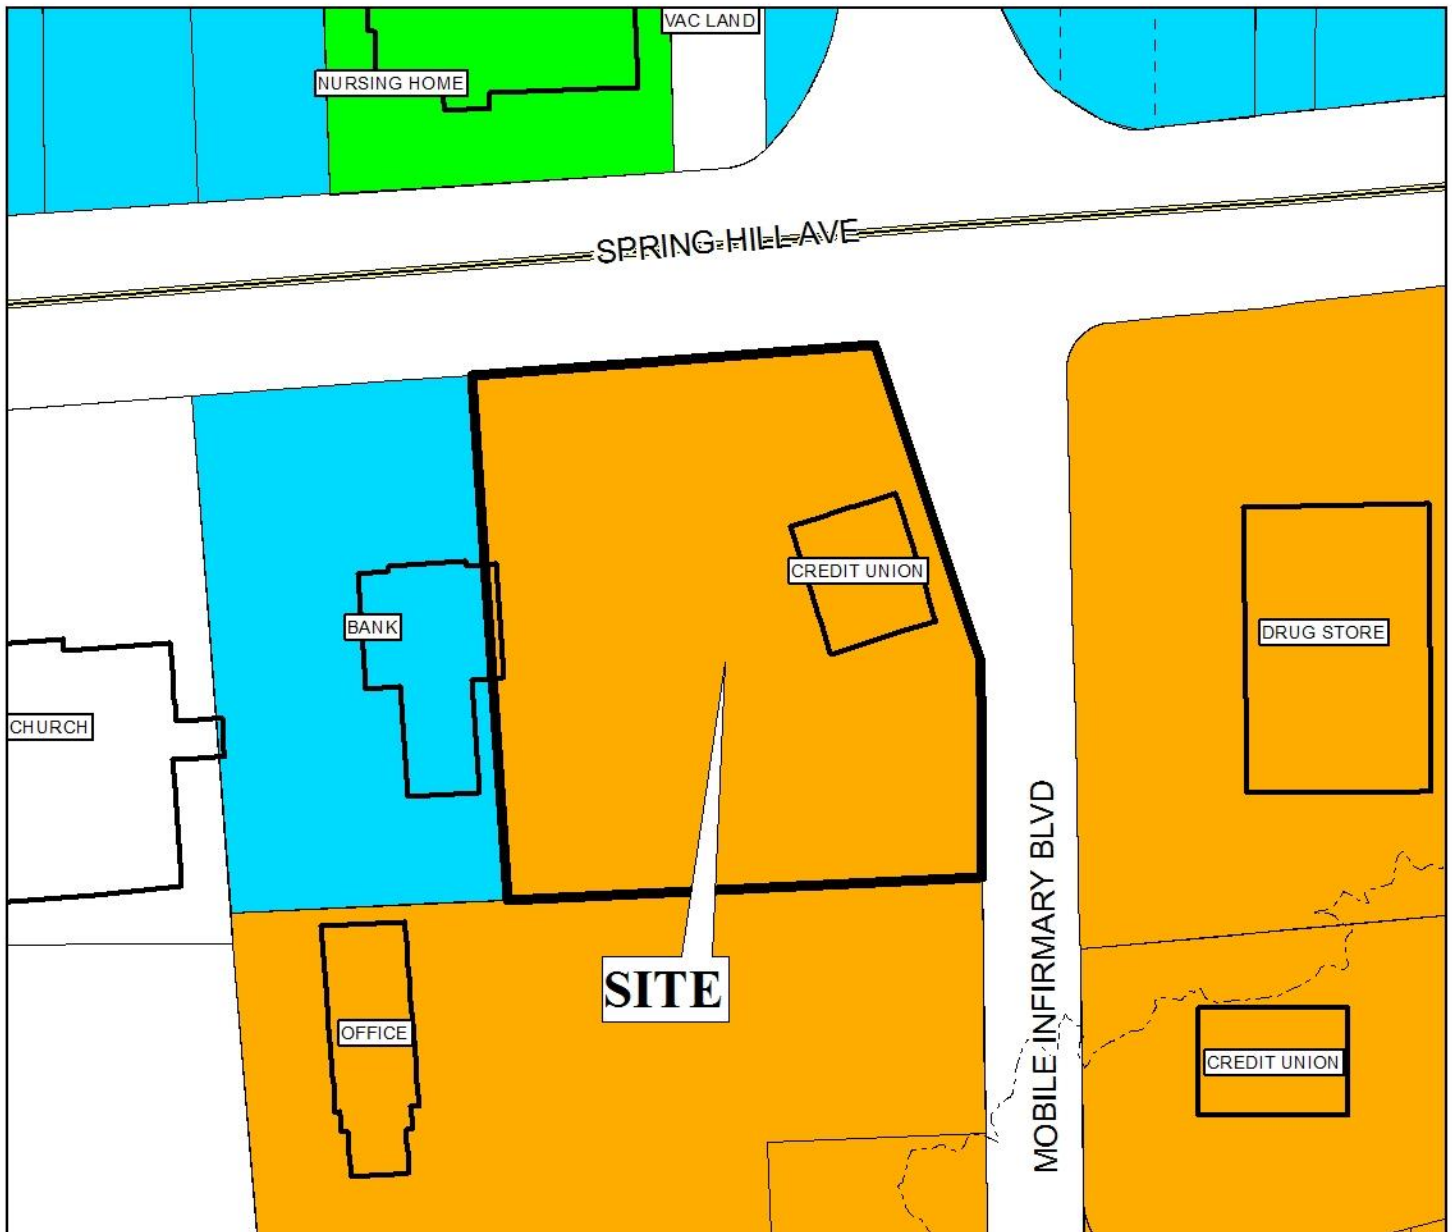 VAC LAND
NURSING HOME
SPRING HILL AVE
CREDIT UNION
BANK
DRUG STORE
CHURCH
MOBILE INFIRMARY BLVD
SITE
OFFICE
CREDIT UNION